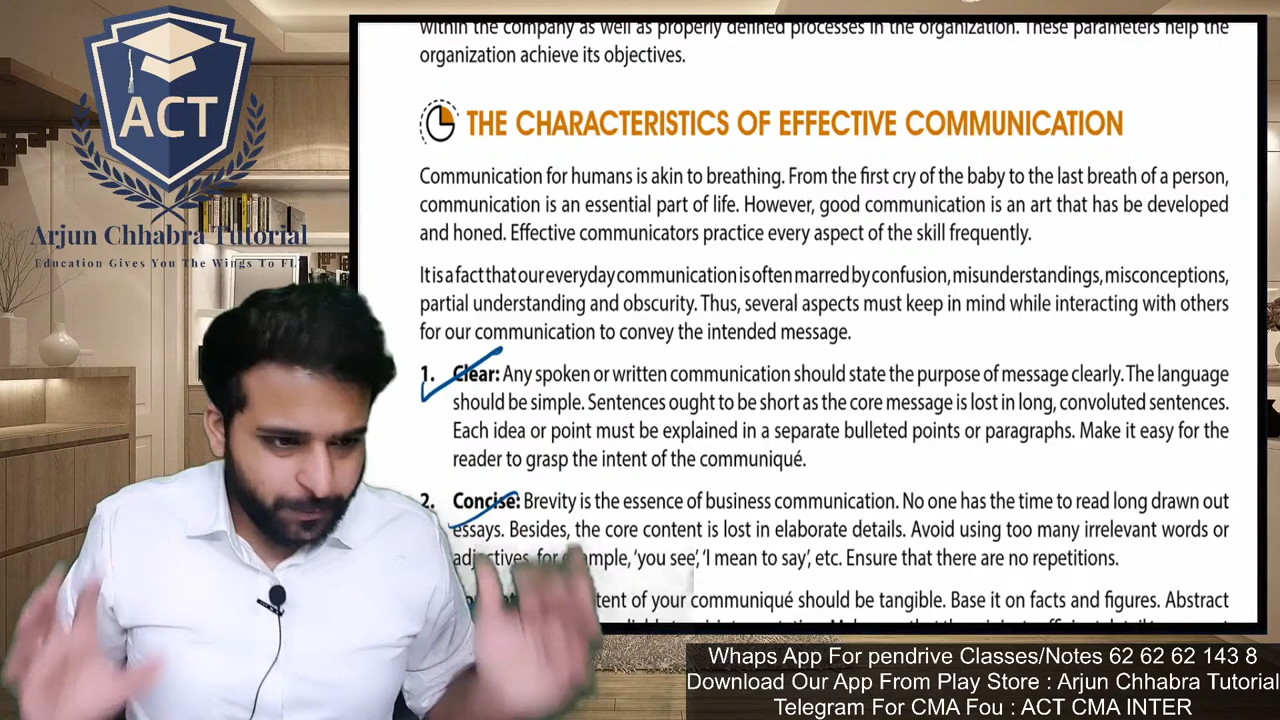 ACT
Arjun Chhabra Tutorial
Education Gives You The Wings To
within the company as well as properly defined processes in the organization. These parameters help the
organization achieve its objectives.
THE CHARACTERISTICS OF EFFECTIVE COMMUNICATION
Communication for humans is akin to breathing. From the first cry of the baby to the last breath of a person,
communication is an essential part of life. However, good communication is an art that has be developed
and honed. Effective communicators practice every aspect of the skill frequently.
It is a fact that our everyday communication is often marred by confusion, misunderstandings, misconceptions,
partial understanding and obscurity. Thus, several aspects must keep in mind while interacting with others
for our communication to convey the intended message.
1. Clear: Any spoken or written communication should state the purpose of message clearly. The language
should be simple. Sentences ought to be short as the core message is lost in long, convoluted sentences.
Each idea or point must be explained in a separate bulleted points or paragraphs. Make it easy for the
reader to grasp the intent of the communiqué.
2. Concise: Brevity is the essence of business communication. No one has the time to read long drawn out
essays. Besides, the core content is lost in elaborate details. Avoid using too many irrelevant words or
adjectives, for example, 'you see', 'I mean to say', etc. Ensure that there are no repetitions.
of your communiqué should be tangible. Base it on facts and figures. Abstract
Whaps App For pendrive Classes/Notes 62 62 62 143 8
Download Our App From Play Store : Arjun Chhabra Tutorial
Telegram For CMA Fou : ACT CMA INTER